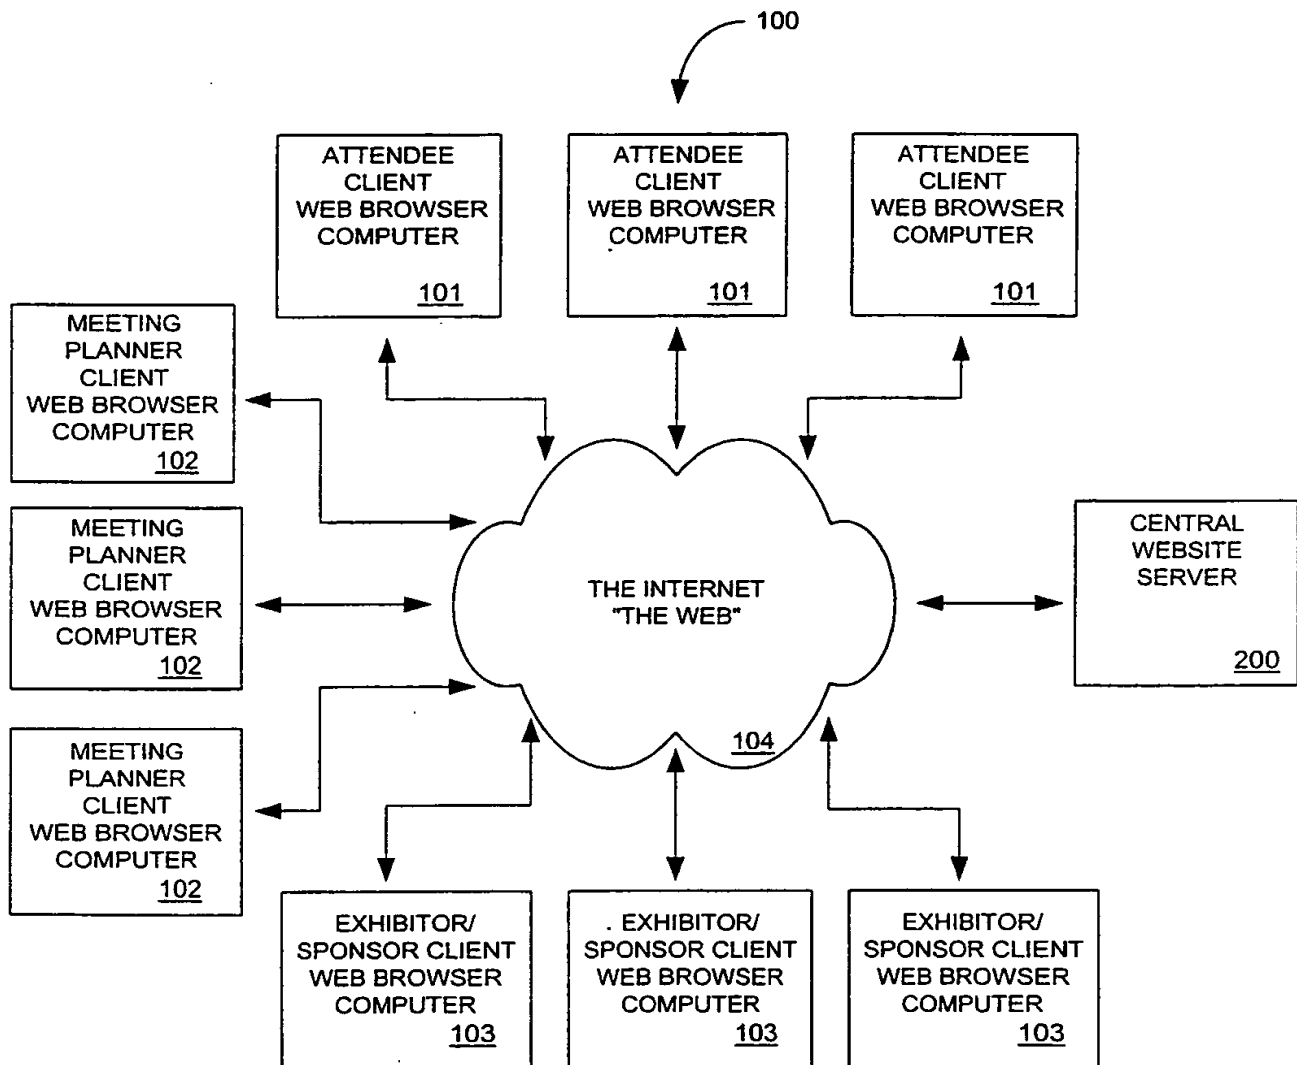 100
ATTENDEE
CLIENT
WEB BROWSER
COMPUTER
101
ATTENDEE
CLIENT
WEB BROWSER
COMPUTER
101
ATTENDEE
CLIENT
WEB BROWSER
COMPUTER
101
MEETING
PLANNER
CLIENT
WEB BROWSER
COMPUTER
102
MEETING
PLANNER
CLIENT
WEB BROWSER
COMPUTER
102
MEETING
PLANNER
CLIENT
WEB BROWSER
COMPUTER
102
THE INTERNET
"THE WEB"
104
CENTRAL
WEBSITE
SERVER
200
EXHIBITOR/
SPONSOR CLIENT
WEB BROWSER
COMPUTER
103
EXHIBITOR/
SPONSOR CLIENT
WEB BROWSER
COMPUTER
103
EXHIBITOR/
SPONSOR CLIENT
WEB BROWSER
COMPUTER
103